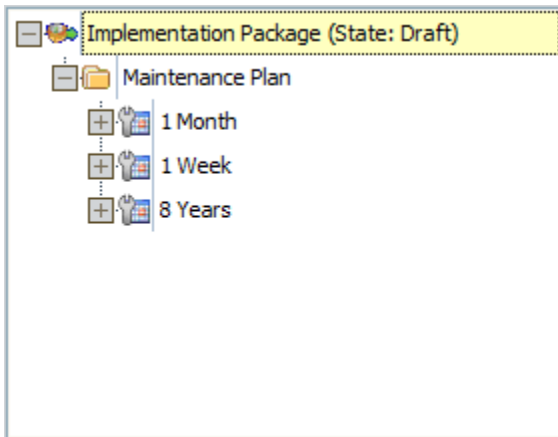 Implementation Package (State: Draft)
Maintenance Plan
1 Month
1 Week
8 Years